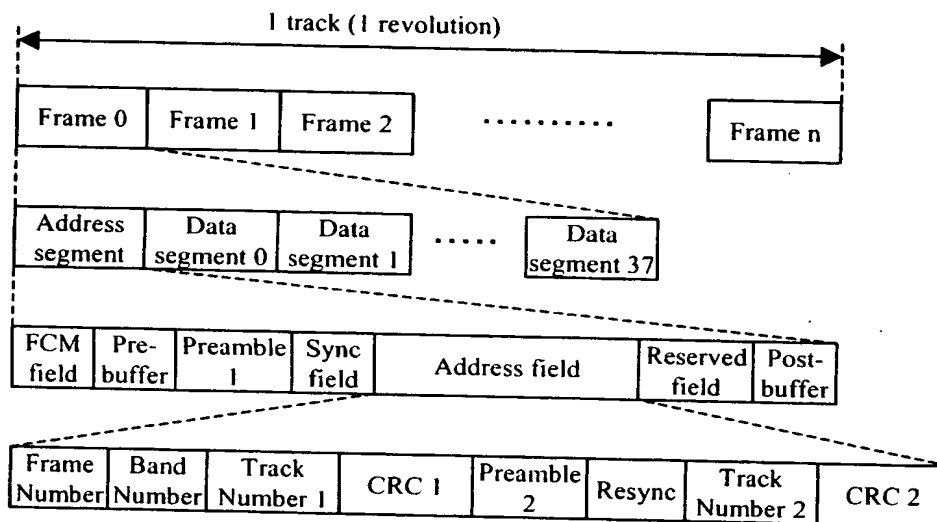 1 track (1 revolution)
Frame 0 Frame 1 Frame 2 .......... Frame n
Address segment Data segment 0 Data segment 1 ..... Data segment 37
FCM field Pre-buffer Preamble 1 Sync field Address field Reserved field Post-buffer
Frame Number Band Number Track Number 1 CRC 1 Preamble 2 Resync Track Number 2 CRC 2